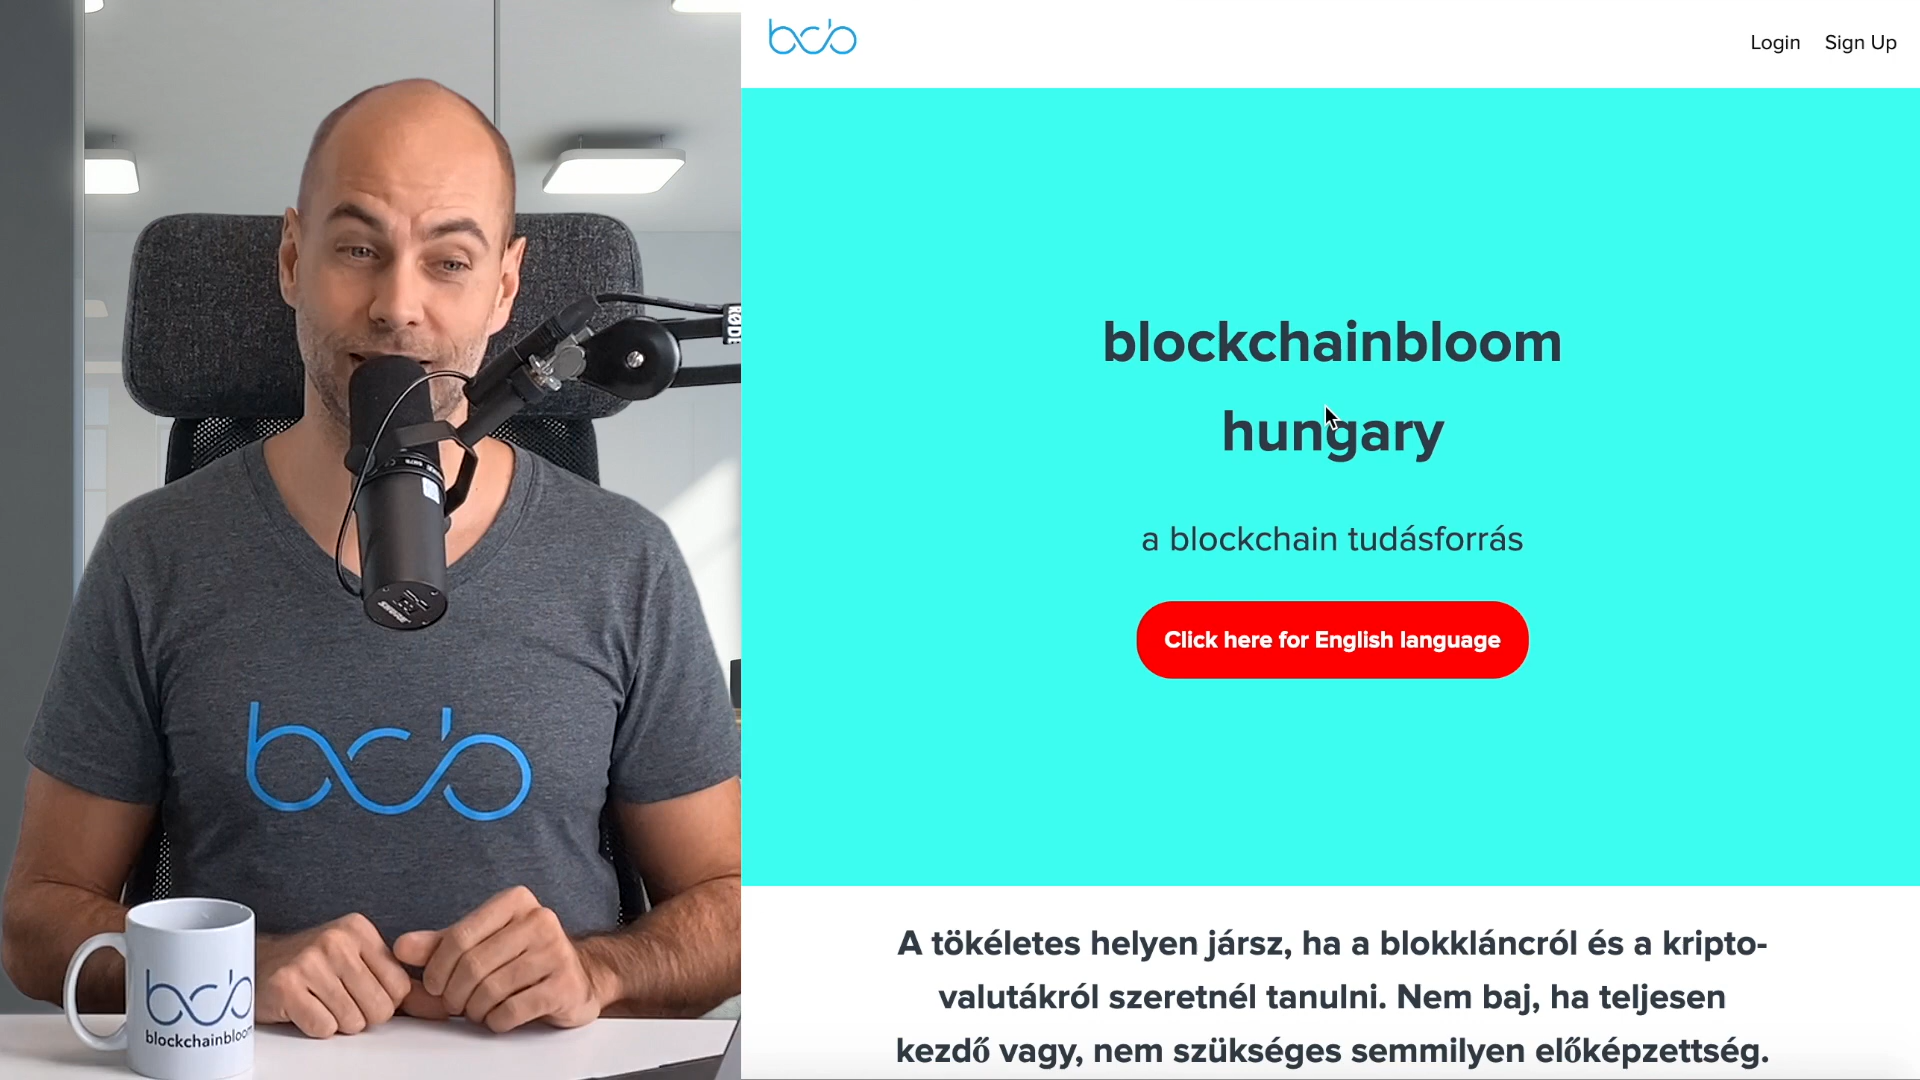 bcb
Login
Sign Up
blockchainbloom
hungary
a blockchain tudásforrás
Click here for English language
A tökéletes helyen jársz, ha a blokkláncról és a kripto-
valutákról szeretnél tanulni. Nem baj, ha teljesen
kezdő vagy, nem szükséges semmilyen előképzettség.
bcb
bcb
blockchainbloom